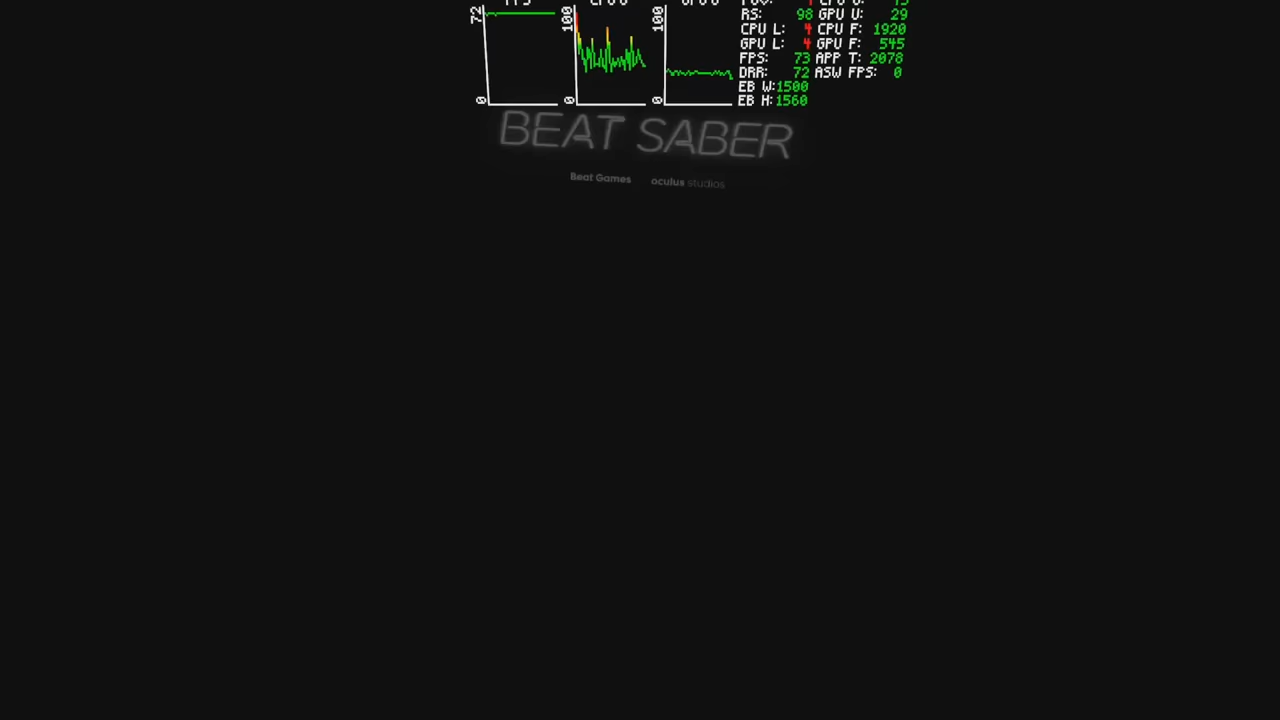 72
0
100
0
100
0
RS: 98 GPU U: 29
CPU L: 4 CPU F: 1920
GPU L: 4 GPU F: 545
FPS: 73 APP T: 2078
DRR: 72 ASW FPS: 0
EB W:1500
EB H:1560
BEAT SABER
Beat Games oculus studios